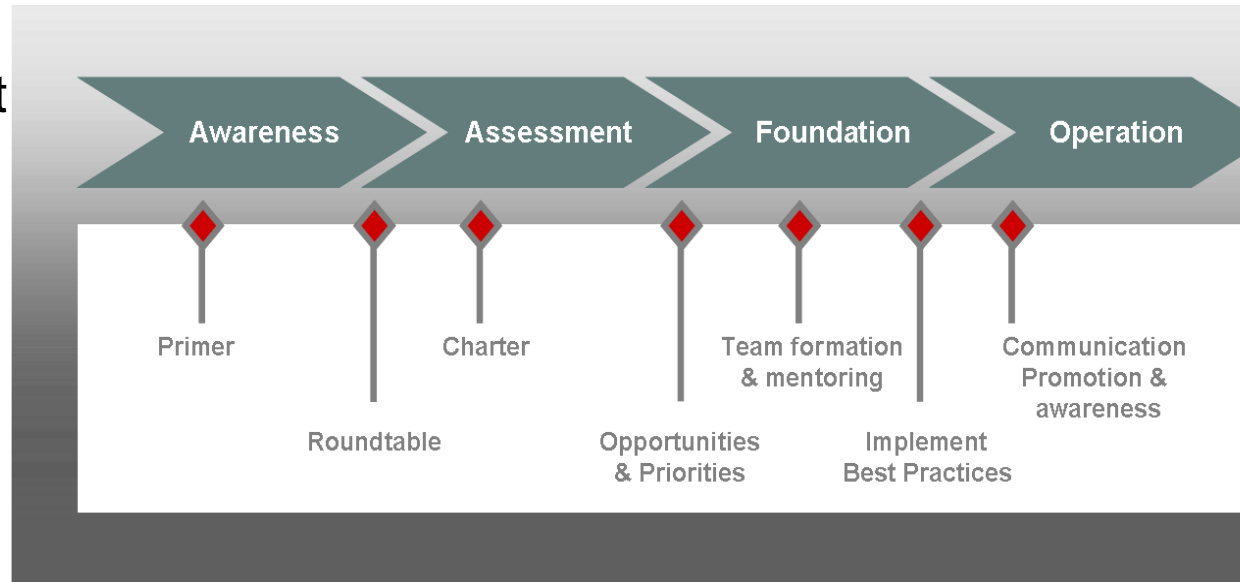 t
Awareness
Assessment
Foundation
Operation
Primer
Charter
Team formation
& mentoring
Communication
Promotion &
awareness
Roundtable
Opportunities
& Priorities
Implement
Best Practices